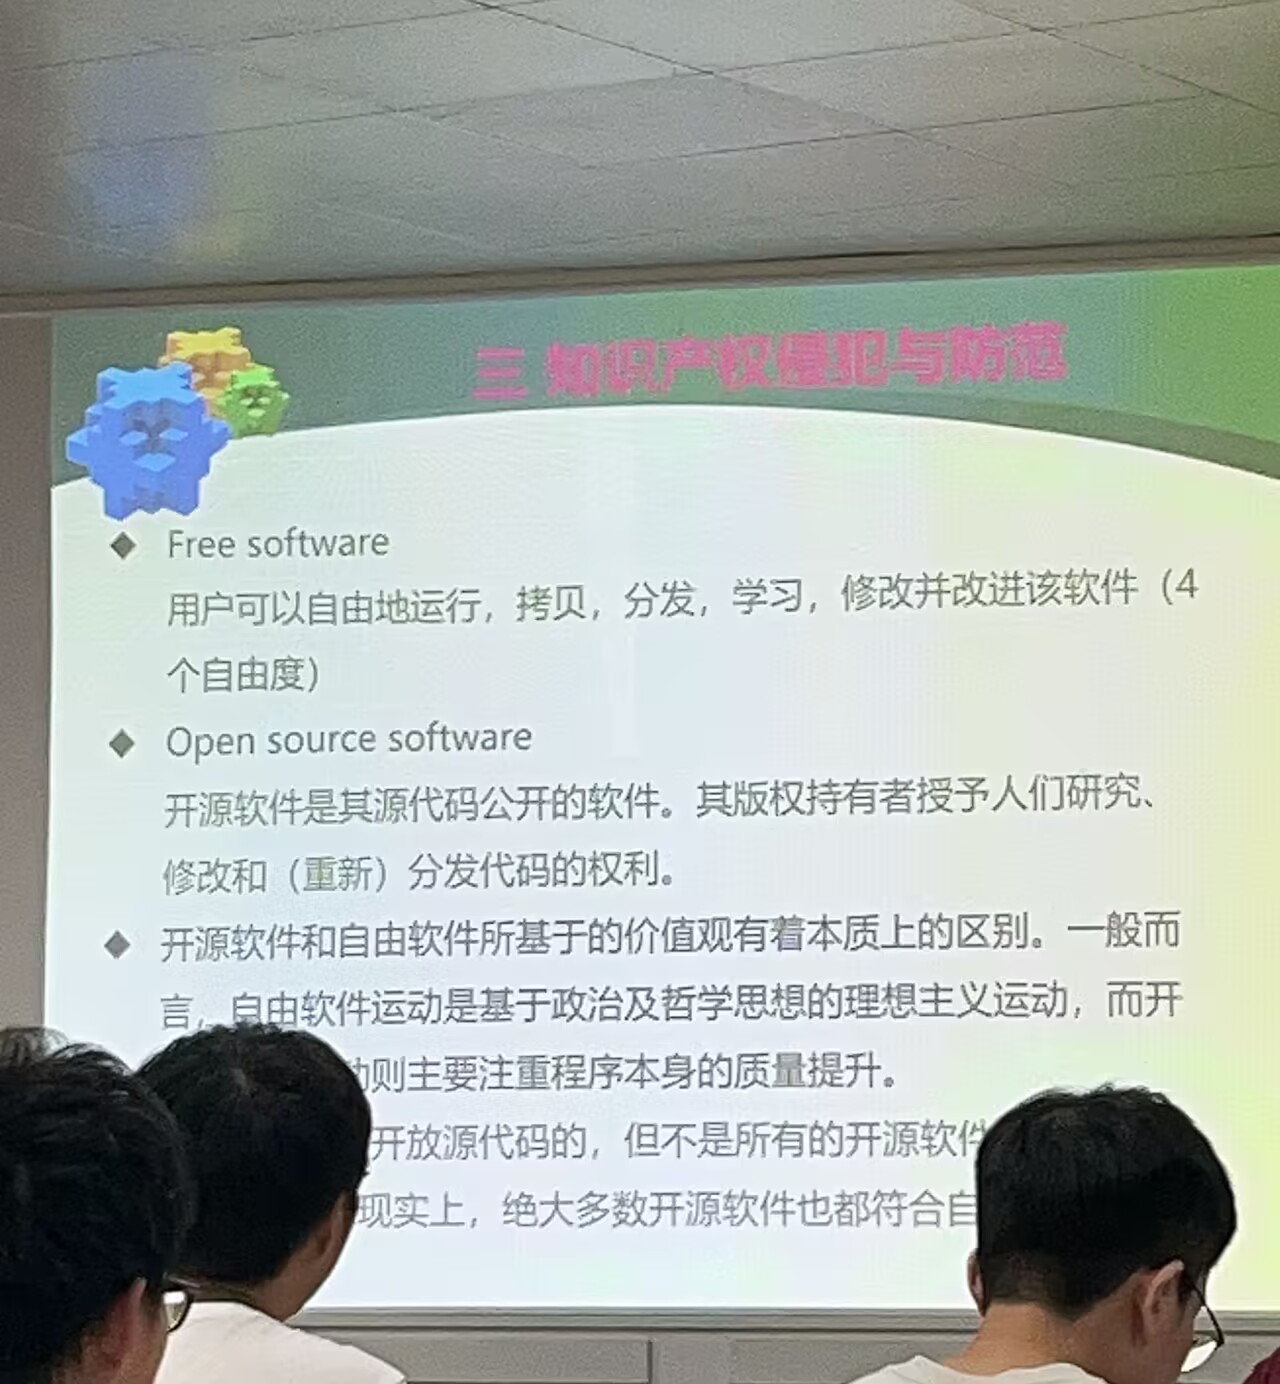 三 知识产权侵犯与防范
◆ Free software
用户可以自由地运行，拷贝，分发，学习，修改并改进该软件（4
个自由度）
◆ Open source software
开源软件是其源代码公开的软件。其版权持有者授予人们研究、
修改和（重新）分发代码的权利。
◆ 开源软件和自由软件所基于的价值观有着本质上的区别。一般而
言，自由软件运动是基于政治及哲学思想的理想主义运动，而开
则主要注重程序本身的质量提升。
开放源代码的，但不是所有的开源软件
现实上，绝大多数开源软件也都符合自